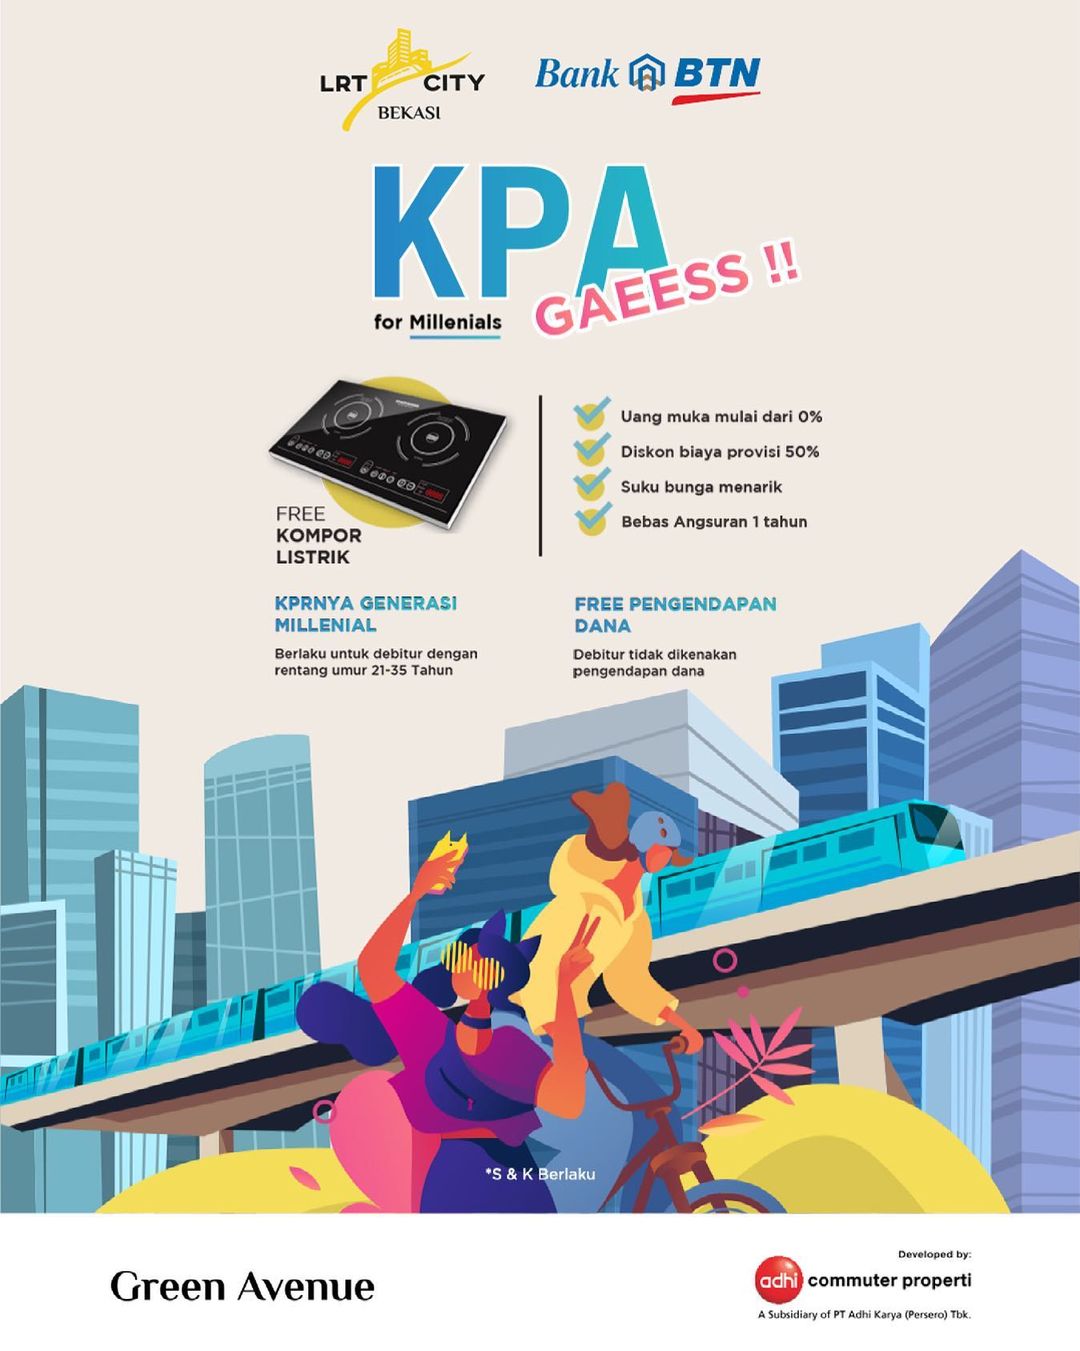 LRT CITY
BEKASI
Bank BTN
KPA
GAEEESS !!
for Millenials
FREE
KOMPOR
LISTRIK
Uang muka mulai dari 0%
Diskon biaya provisi 50%
Suku bunga menarik
Bebas Angsuran 1 tahun
KPRNYA GENERASI
MILLENIAL
Berlaku untuk debitur dengan
rentang umur 21-35 Tahun
FREE PENGENDAPAN
DANA
Debitur tidak dikenakan
pengendapan dana
*S & K Berlaku
Green Avenue
Developed by:
adhi commuter properti
A Subsidiary of PT Adhi Karya (Persero) Tbk.